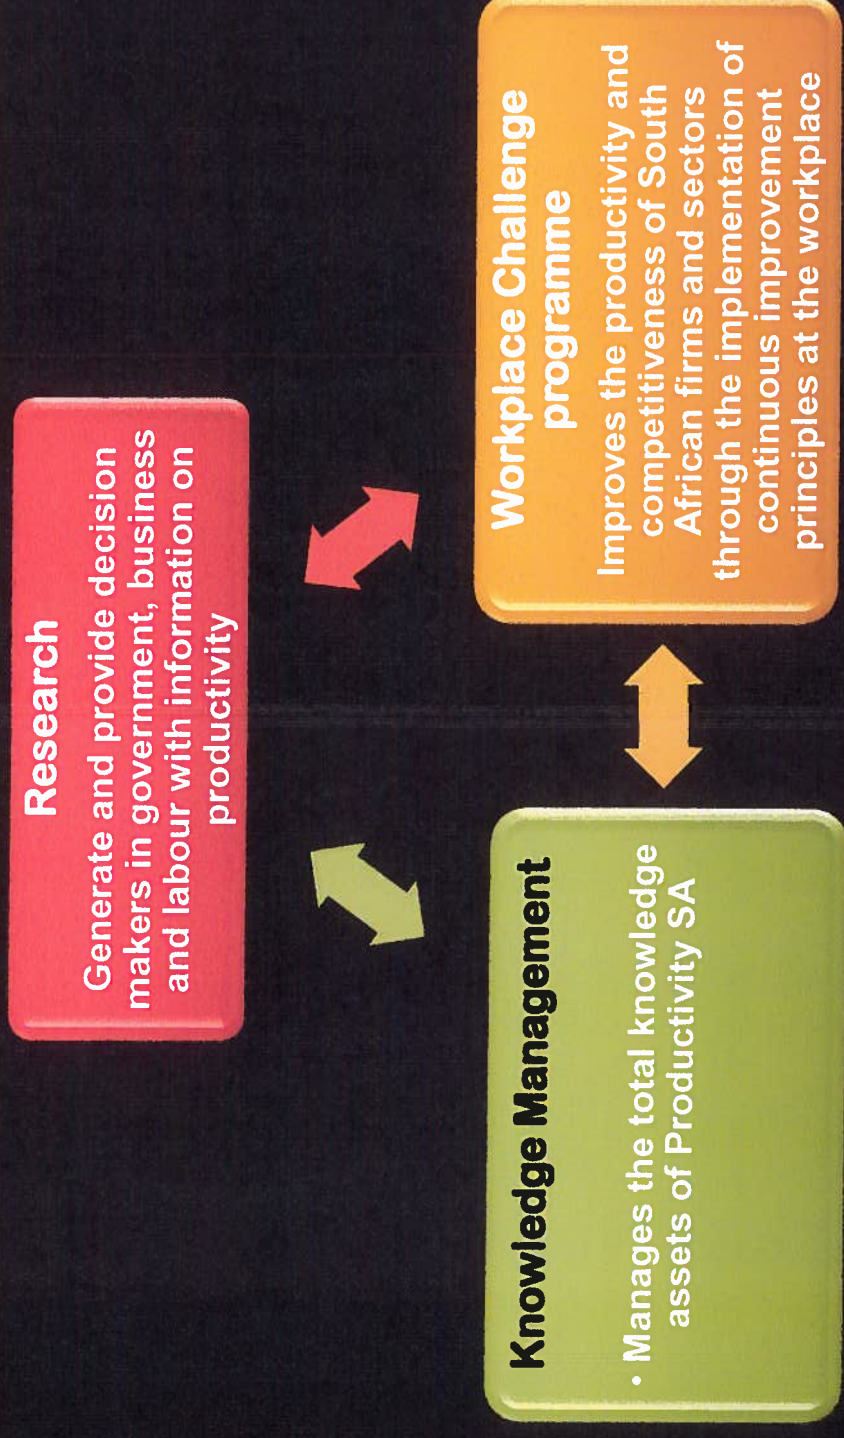 Research
Generate and provide decision
makers in government, business
and labour with information on
productivity
Knowledge Management
• Manages the total knowledge
assets of Productivity SA
Workplace Challenge
programme
Improves the productivity and
competitiveness of South
African firms and sectors
through the implementation of
continuous improvement
principles at the workplace